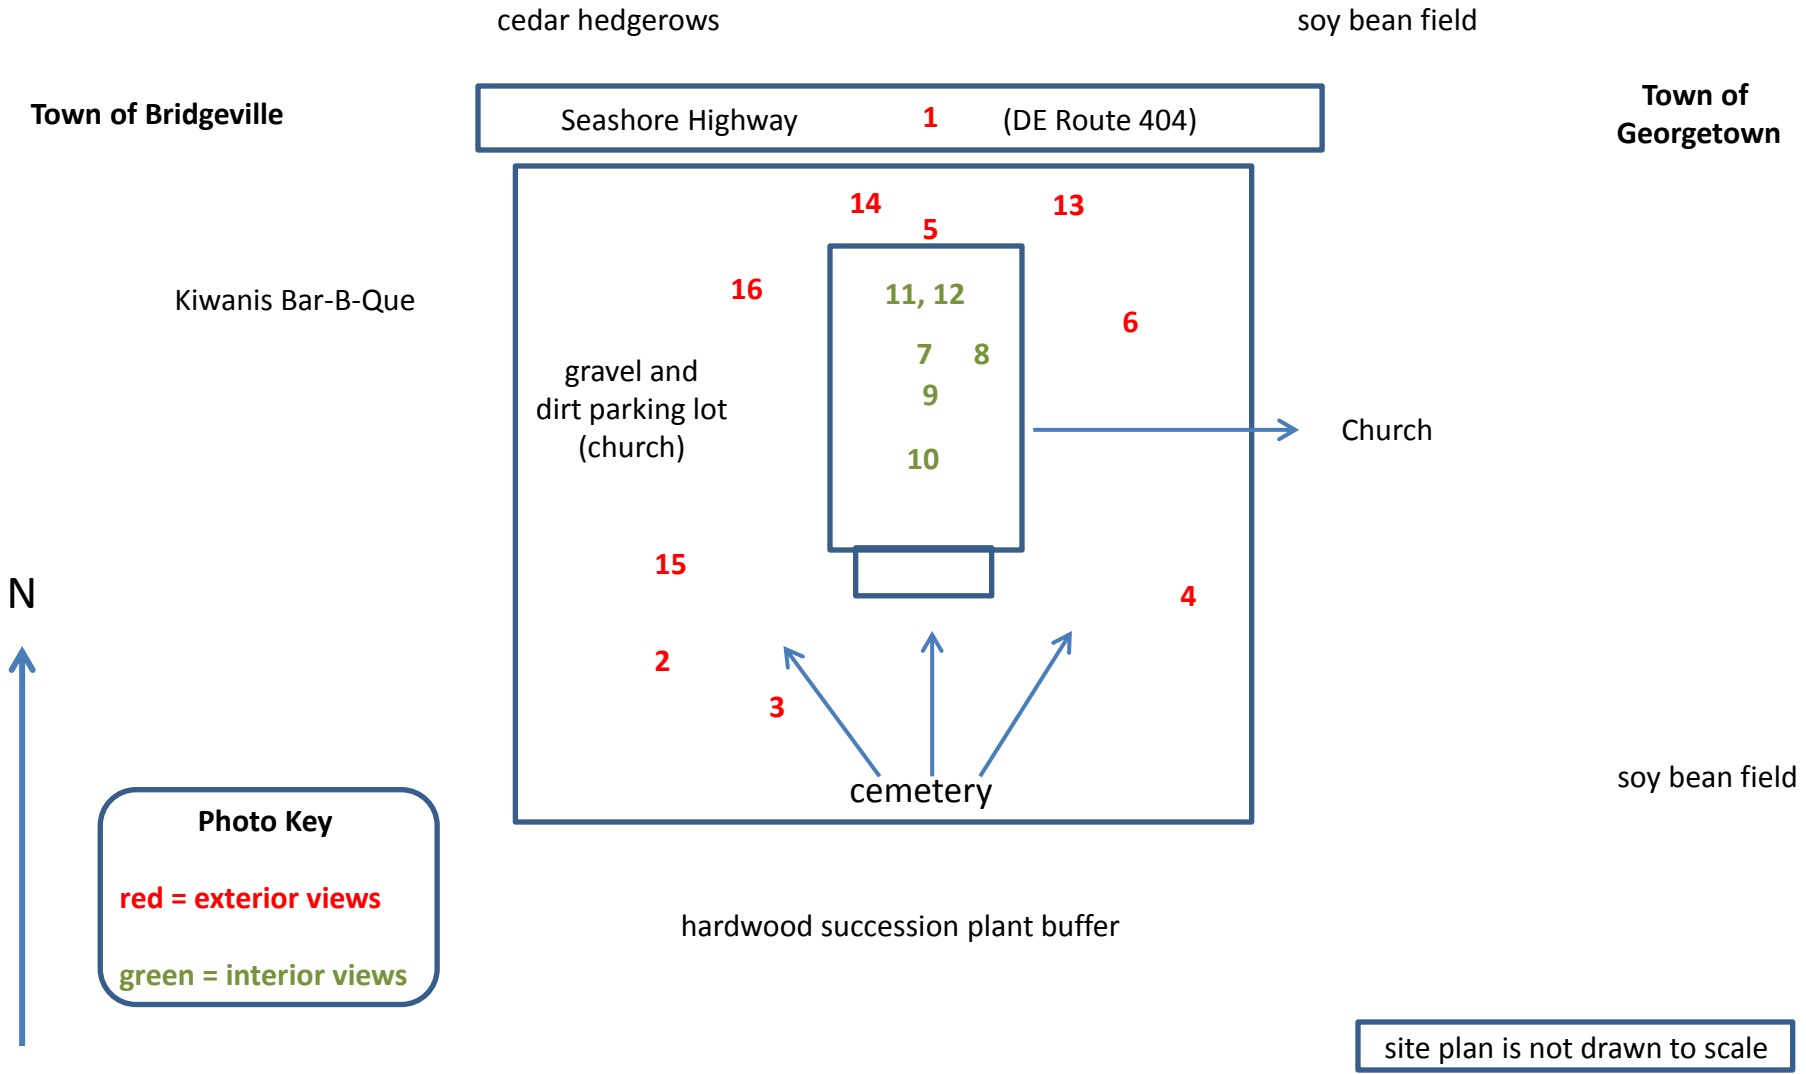 cedar hedgerows
soy bean field
Town of Bridgeville
Seashore Highway
1
(DE Route 404)
Town of
Georgetown
14
13
5
16
11, 12
Kiwanis Bar-B-Que
6
7
8
gravel and
dirt parking lot
(church)
9
10
Church
15
N
4
2
3
cemetery
soy bean field
Photo Key
red = exterior views
green = interior views
hardwood succession plant buffer
site plan is not drawn to scale